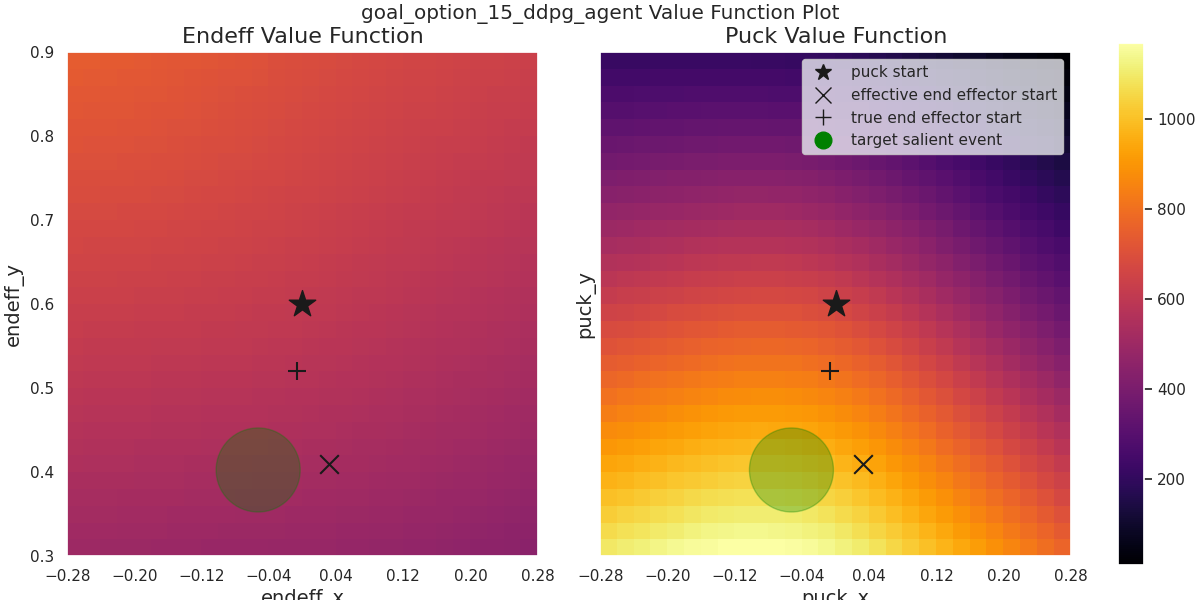 goal_option_15_ddpg_agent Value Function Plot
Endeff Value Function
Puck Value Function
0.9
0.8
0.7
0.6
0.5
0.4
0.3
endeff_y
−0.28 −0.20 −0.12 −0.04 0.04 0.12 0.20 0.28
endeff_x
puck_y
puck start
effective end effector start
true end effector start
target salient event
−0.28 −0.20 −0.12 −0.04 0.04 0.12 0.20 0.28
puck_x
1000
800
600
400
200